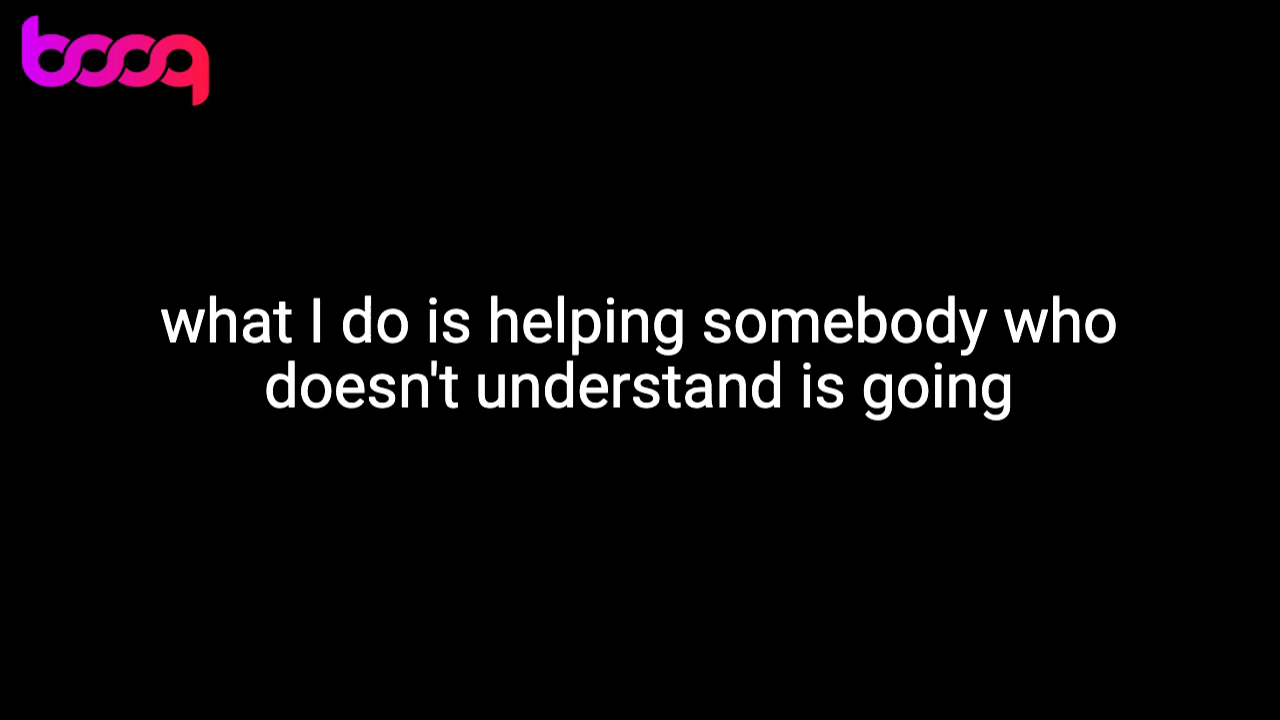 booq
what I do is helping somebody who
doesn't understand is going